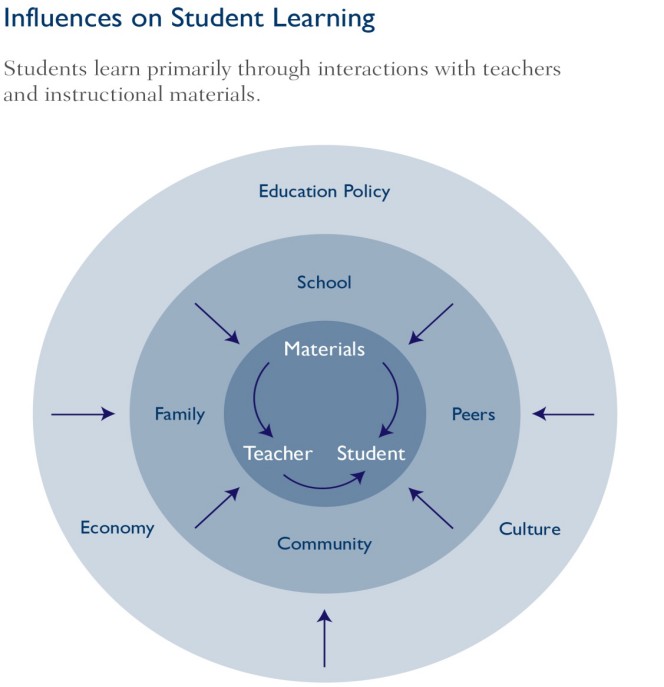 Influences on Student Learning
Students learn primarily through interactions with teachers
and instructional materials.
Education Policy
School
Materials
Family
Peers
Teacher
Student
Economy
Culture
Community